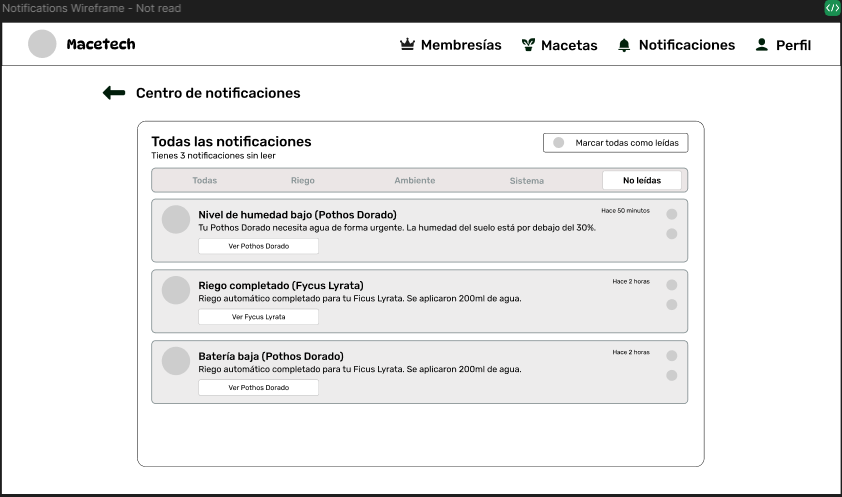 Notifications Wireframe - Not read
</>
Macetech
Membresías
Macetas
Notificaciones
Perfil
Centro de notificaciones
Todas las notificaciones
Tienes 3 notificaciones sin leer
Marcar todas como leídas
Todas
Riego
Ambiente
Sistema
No leídas
Nivel de humedad bajo (Pothos Dorado)
Hace 50 minutos
Tu Pothos Dorado necesita agua de forma urgente. La humedad del suelo está por debajo del 30%.
Ver Pothos Dorado
Riego completado (Fycus Lyrata)
Hace 2 horas
Riego automático completado para tu Ficus Lyrata. Se aplicaron 200ml de agua.
Ver Fycus Lyrata
Batería baja (Pothos Dorado)
Hace 2 horas
Riego automático completado para tu Ficus Lyrata. Se aplicaron 200ml de agua.
Ver Pothos Dorado